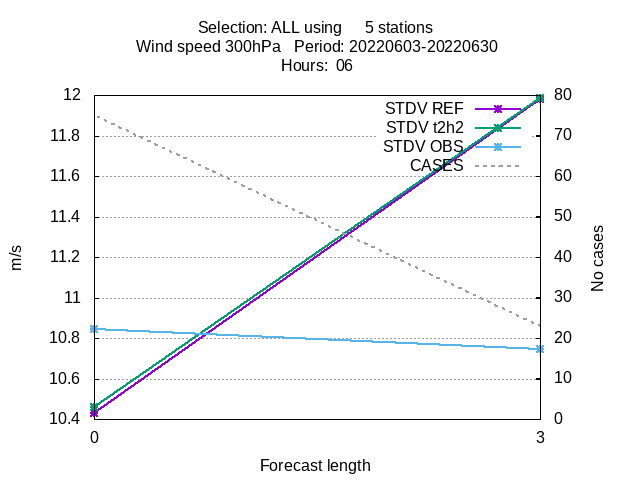 Selection: ALL using     5 stations
Wind speed 300hPa   Period: 20220603-20220630
Hours:  06
12
11.8
11.6
11.4
11.2
11
10.8
10.6
10.4
m/s
STDV REF
STDV t2h2
STDV OBS
CASES
80
70
60
50
40
30
20
10
0
No cases
0
3
Forecast length